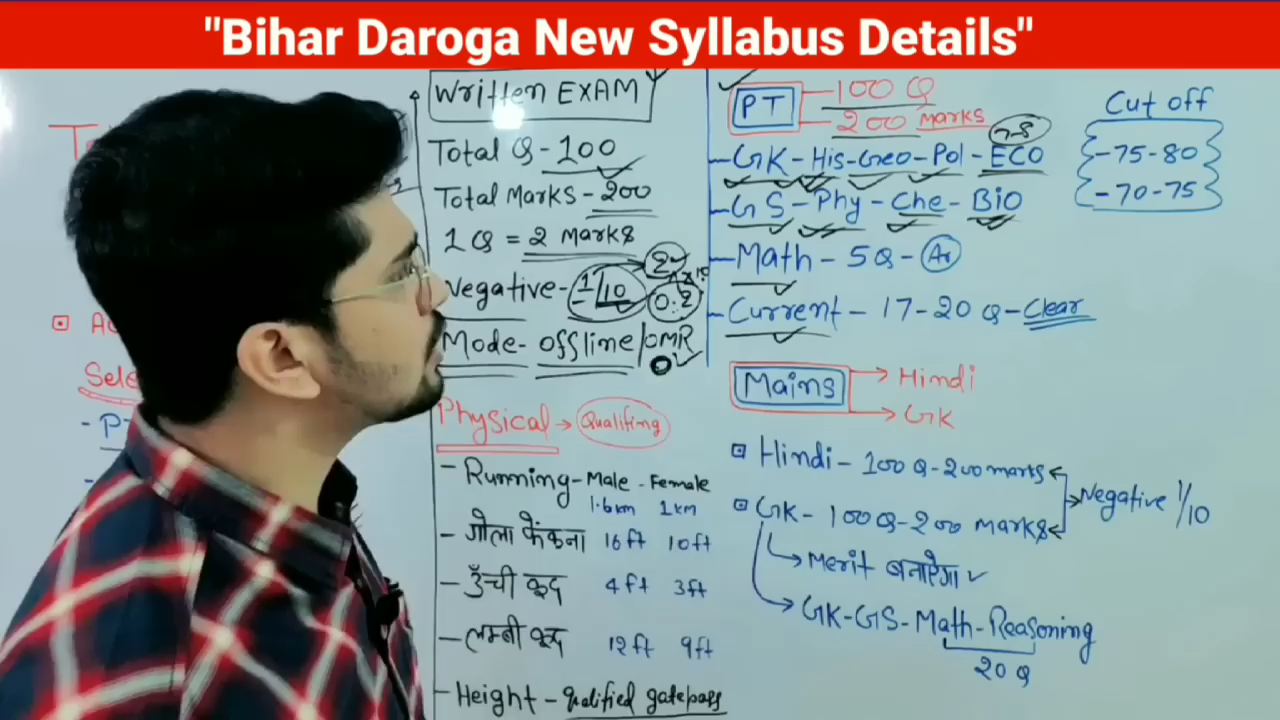 "Bihar Daroga New Syllabus Details"
Written EXAM
Total Q - 100
Total Marks - 200
1 Q = 2 Marks
Negative - 1/10
2
0.2
Mode - offline/OMR
Physical → Qualifing
- Running - Male - Female
1.6km 1km
- गोला फेंकना 16ft 10ft
- ऊँची कूद 4ft 3ft
- लम्बी कूद 12ft 9ft
- Height - Qualified gatepass
PT
100 Q
200 Marks
GK - His - Geo - Pol - ECO
GS - Phy - Che - BiO
Math - 5Q - Ar
Current - 17-20 Q - Clear
Cut off
-75-80
-70-75
Mains → Hindi
→ GK
Hindi - 100 Q - 200 marks
GK - 100 Q - 200 Marks
Negative 1/10
→ Merit बनाएगा
→ GK-GS-Math-Reasoning
20 Q
Sele
- P